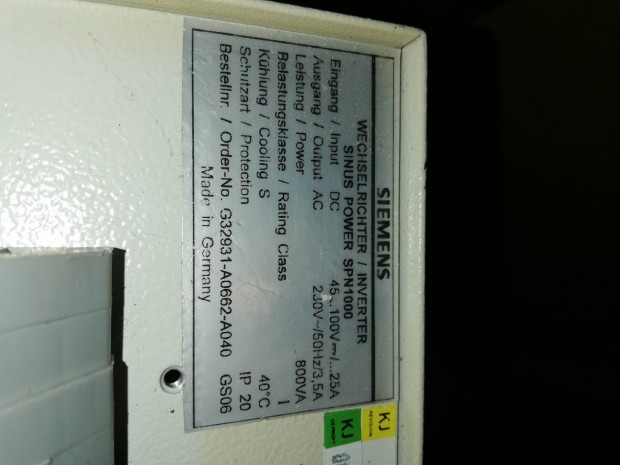 SIEMENS
WECHSELRICHTER / INVERTER
SINUS POWER SPN1000
Eingang / Input DC 45...100V⎓/...25A
Ausgang / Output AC 230V~/50Hz/3,5A
Leistung / Power 800VA
Belastungsklasse / Rating Class I
Kühlung / Cooling S 40°C
Schutzart / Protection IP 20
Bestellnr. / Order-No. G32931-A0662-A040 GS06
Made in Germany
KJ
REVISION
KJ